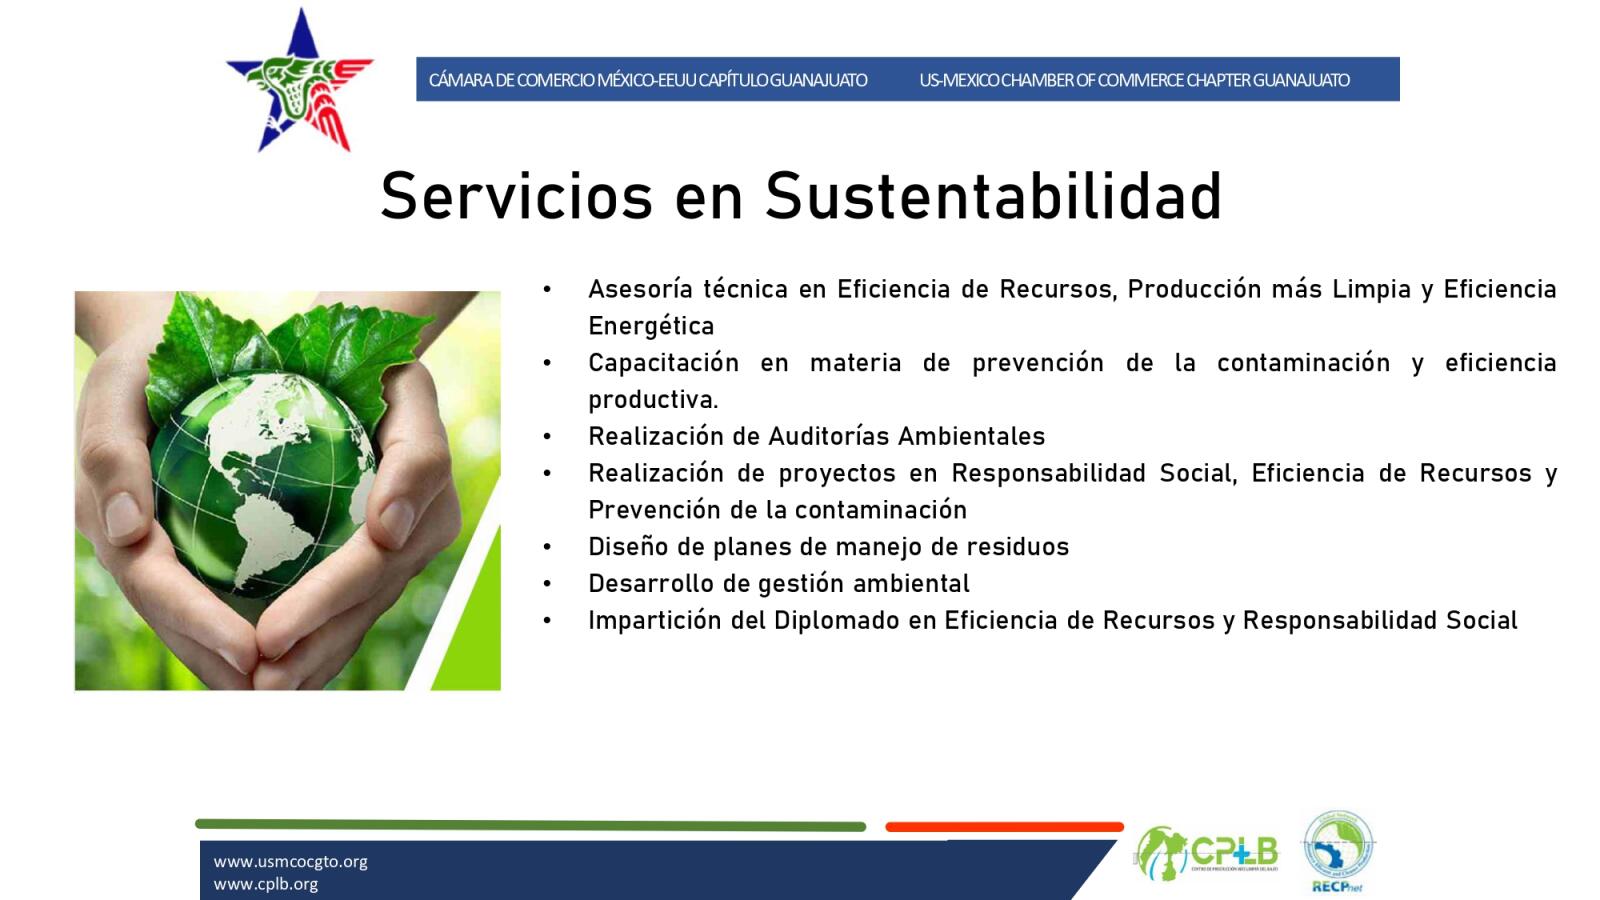 CÁMARA DE COMERCIO MÉXICO-EEUU CAPÍTULO GUANAJUATO US-MEXICO CHAMBER OF COMMERCE CHAPTER GUANAJUATO
Servicios en Sustentabilidad
• Asesoría técnica en Eficiencia de Recursos, Producción más Limpia y Eficiencia
Energética
• Capacitación en materia de prevención de la contaminación y eficiencia
productiva.
• Realización de Auditorías Ambientales
• Realización de proyectos en Responsabilidad Social, Eficiencia de Recursos y
Prevención de la contaminación
• Diseño de planes de manejo de residuos
• Desarrollo de gestión ambiental
• Impartición del Diplomado en Eficiencia de Recursos y Responsabilidad Social
www.usmcocgto.org
www.cplb.org
CP+LB
RECPnet